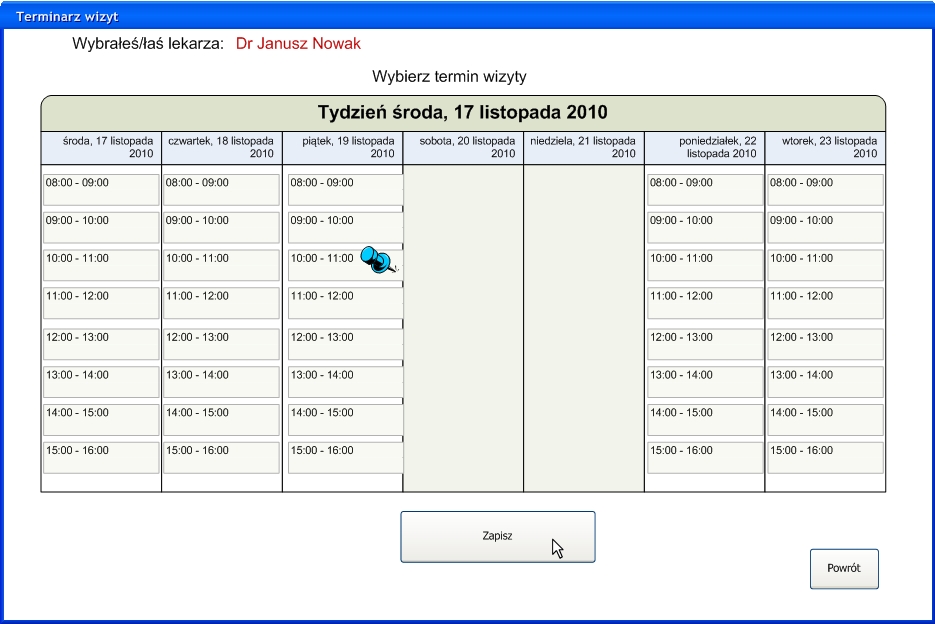 Terminarz wizyt
Wybrałeś/łaś lekarza: Dr Janusz Nowak
Wybierz termin wizyty
Tydzień środa, 17 listopada 2010
środa, 17 listopada 2010
czwartek, 18 listopada 2010
piątek, 19 listopada 2010
sobota, 20 listopada 2010
niedziela, 21 listopada 2010
poniedziałek, 22 listopada 2010
wtorek, 23 listopada 2010
08:00 - 09:00 08:00 - 09:00 08:00 - 09:00 08:00 - 09:00 08:00 - 09:00
09:00 - 10:00 09:00 - 10:00 09:00 - 10:00 09:00 - 10:00 09:00 - 10:00
10:00 - 11:00 10:00 - 11:00 10:00 - 11:00 10:00 - 11:00 10:00 - 11:00
11:00 - 12:00 11:00 - 12:00 11:00 - 12:00 11:00 - 12:00 11:00 - 12:00
12:00 - 13:00 12:00 - 13:00 12:00 - 13:00 12:00 - 13:00 12:00 - 13:00
13:00 - 14:00 13:00 - 14:00 13:00 - 14:00 13:00 - 14:00 13:00 - 14:00
14:00 - 15:00 14:00 - 15:00 14:00 - 15:00 14:00 - 15:00 14:00 - 15:00
15:00 - 16:00 15:00 - 16:00 15:00 - 16:00 15:00 - 16:00 15:00 - 16:00
Zapisz
Powrót